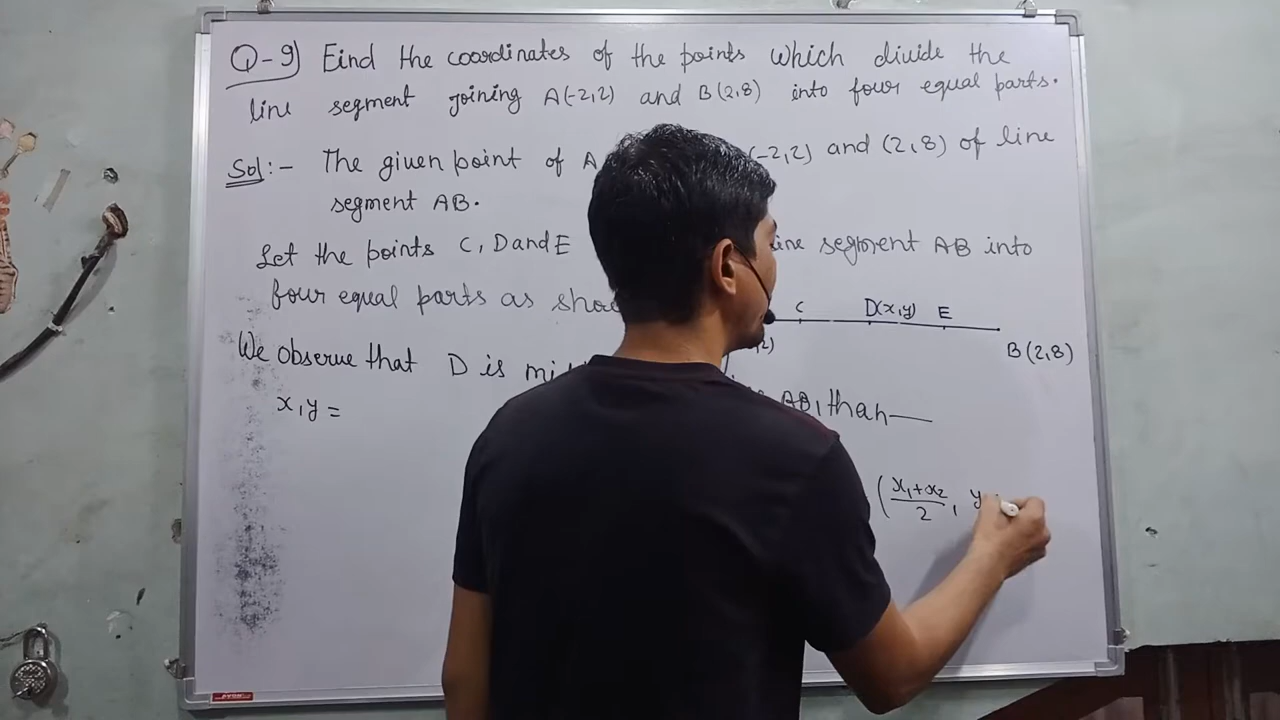 Q-9) Find the coordinates of the points which divide the
line segment joining A(-2,2) and B(2,8) into four equal parts.
Sol:- The given point of A (-2,2) and (2,8) of line
segment AB.
Let the points C, D and E line segment AB into
four equal parts as
C D(x,y) E
B(2,8)
We observe that D is AB, than—
x,y =
(x₁+x₂/2, y